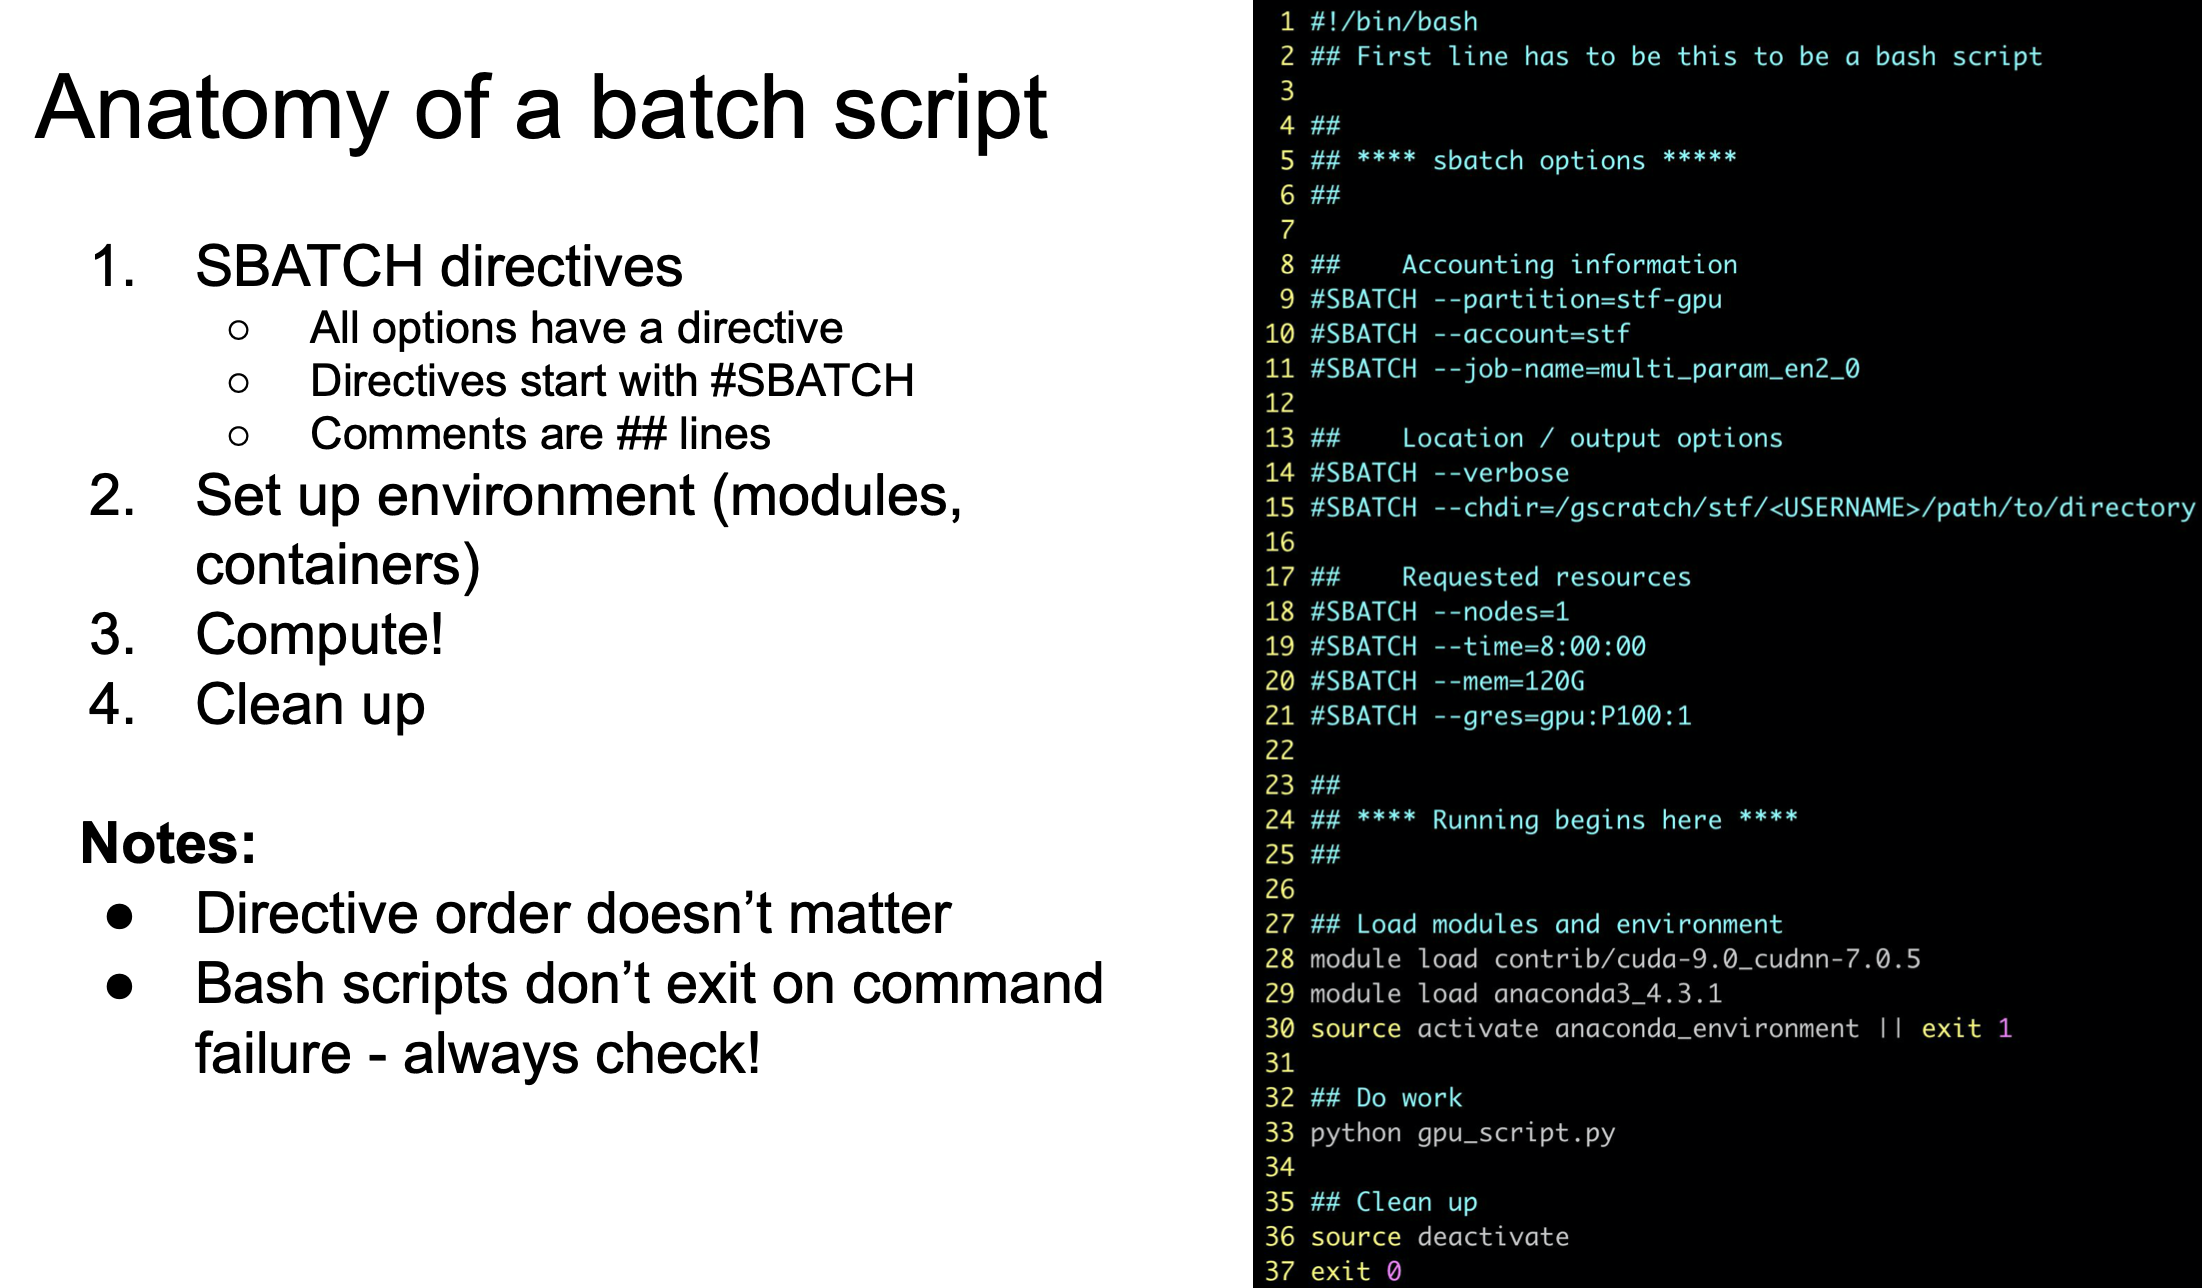 Anatomy of a batch script
1. SBATCH directives
○ All options have a directive
○ Directives start with #SBATCH
○ Comments are ## lines
2. Set up environment (modules,
containers)
3. Compute!
4. Clean up
Notes:
● Directive order doesn’t matter
● Bash scripts don’t exit on command
failure - always check!
1 #!/bin/bash
2 ## First line has to be this to be a bash script
3
4 ##
5 ## **** sbatch options *****
6 ##
7
8 ##    Accounting information
9 #SBATCH --partition=stf-gpu
10 #SBATCH --account=stf
11 #SBATCH --job-name=multi_param_en2_0
12
13 ##    Location / output options
14 #SBATCH --verbose
15 #SBATCH --chdir=/gscratch/stf/<USERNAME>/path/to/directory
16
17 ##    Requested resources
18 #SBATCH --nodes=1
19 #SBATCH --time=8:00:00
20 #SBATCH --mem=120G
21 #SBATCH --gres=gpu:P100:1
22
23 ##
24 ## **** Running begins here ****
25 ##
26
27 ## Load modules and environment
28 module load contrib/cuda-9.0_cudnn-7.0.5
29 module load anaconda3_4.3.1
30 source activate anaconda_environment || exit 1
31
32 ## Do work
33 python gpu_script.py
34
35 ## Clean up
36 source deactivate
37 exit 0